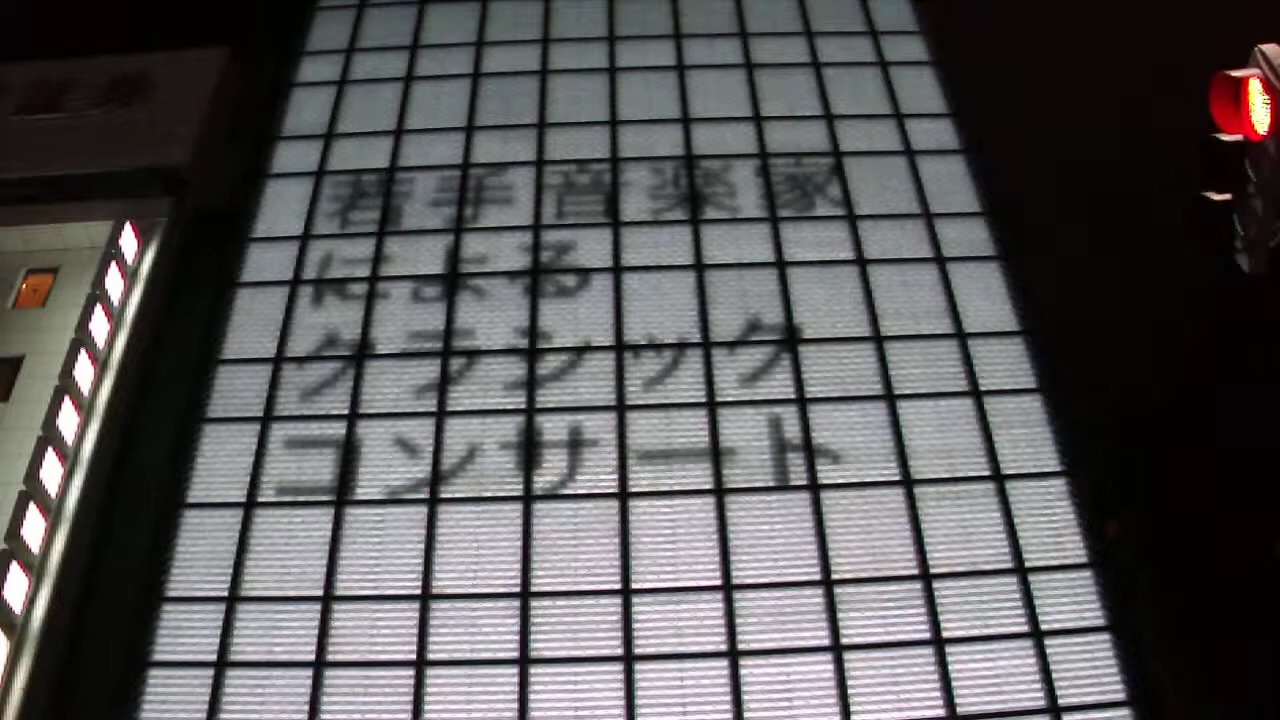 若手音楽家
による
クラシック
コンサート